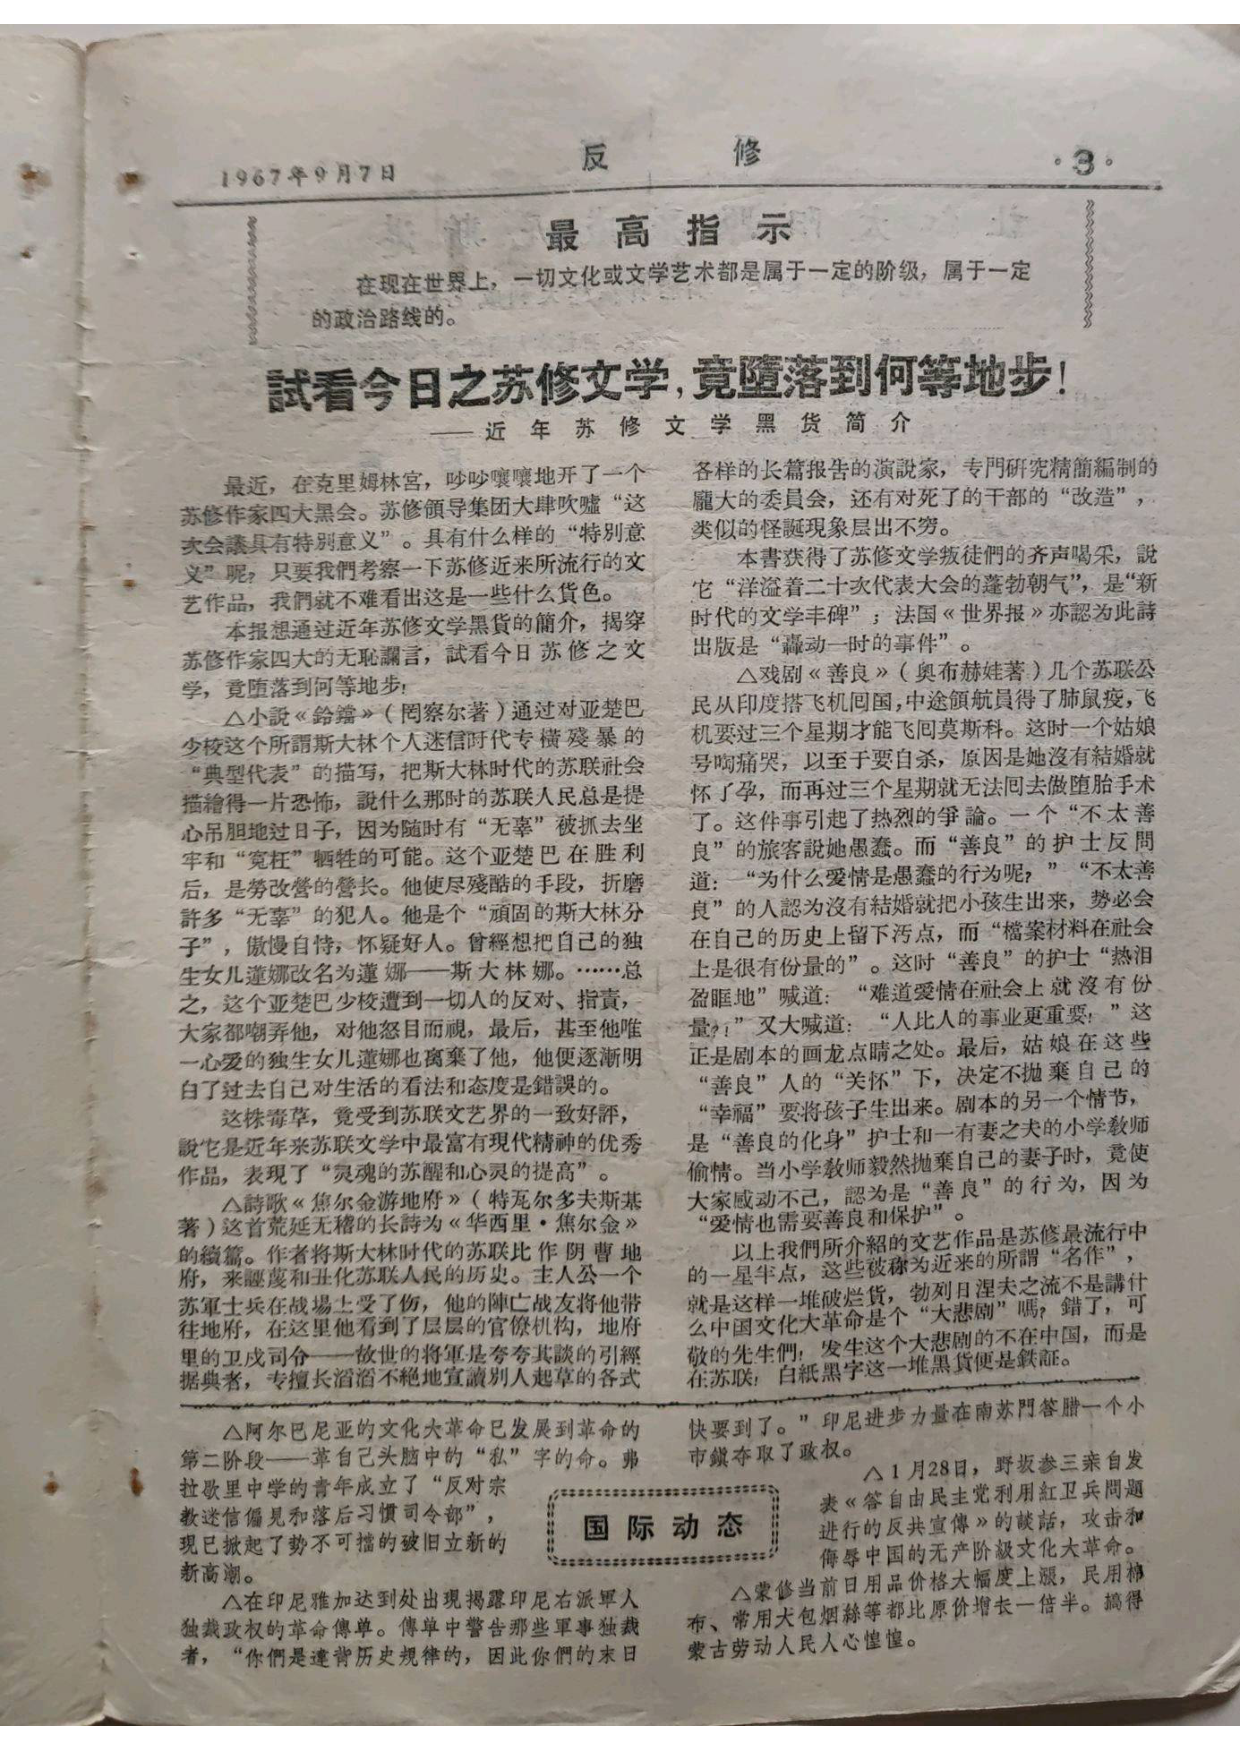 1967年9月7日
反 修
·3·
最高指示
在现在世界上，一切文化或文学艺术都是属于一定的阶级，属于一定
的政治路线的。
試看今日之苏修文学，竟墮落到何等地步！
——近年苏修文学黑货简介
最近，在克里姆林宮，吵吵嚷嚷地开了一个
苏修作家四大黑会。苏修領导集团大肆吹噓“这
次会議具有特別意义”。具有什么样的“特別意
义”呢？只要我們考察一下苏修近来所流行的文
艺作品，我們就不难看出这是一些什么貨色。
本报想通过近年苏修文学黑貨的簡介，揭穿
苏修作家四大的无恥讕言，試看今日苏修之文
学，竟堕落到何等地步！
△小說《鈴鐺》（罔察尔著）通过对亚楚巴
少校这个所謂斯大林个人迷信时代专橫殘暴的
“典型代表”的描写，把斯大林时代的苏联社会
描繪得一片恐怖，說什么那时的苏联人民总是提
心吊胆地过日子，因为随时有“无辜”被抓去坐
牢和“寃枉”牺牲的可能。这个亚楚巴在胜利
后，是勞改營的營长。他使尽殘酷的手段，折磨
許多“无辜”的犯人。他是个“頑固的斯大林分
子”，傲慢自恃，怀疑好人。曾經想把自己的独
生女儿蓮娜改名为蓮娜——斯大林娜。……总
之，这个亚楚巴少校遭到一切人的反对、指責，
大家都嘲弄他，对他怒目而視，最后，甚至他唯
一心爱的独生女儿蓮娜也离棄了他，他便逐漸明
白了过去自己对生活的看法和态度是錯誤的。
这株毒草，竟受到苏联文艺界的一致好評，
說它是近年来苏联文学中最富有現代精神的优秀
作品，表現了“灵魂的苏醒和心灵的提高”。
△詩歌《焦尔金游地府》（特瓦尔多夫斯基
著）这首荒延无稽的长詩为《华西里·焦尔金》
的續篇。作者将斯大林时代的苏联比作阴曹地
府，来誣蔑和丑化苏联人民的历史。主人公一个
苏軍士兵在战場上受了伤，他的陣亡战友将他带
往地府，在这里他看到了层层的官僚机构，地府
里的卫戍司令——故世的将軍是夸夸其談的引經
据典者，专擅长滔滔不絕地宣讀別人起草的各式
各样的长篇报告的演說家，专門研究精簡編制的
龐大的委員会，还有对死了的干部的“改造”，
类似的怪誕現象层出不穷。
本書获得了苏修文学叛徒們的齐声喝采，說
它“洋溢着二十次代表大会的蓬勃朝气”，是“新
时代的文学丰碑”；法国《世界报》亦認为此詩
出版是“轟动一时的事件”。
△戏剧《善良》（奥布赫娃著）几个苏联公
民从印度搭飞机囘国，中途領航員得了肺鼠疫，飞
机要过三个星期才能飞囘莫斯科。这时一个姑娘
号啕痛哭，以至于要自杀，原因是她沒有結婚就
怀了孕，而再过三个星期就无法囘去做堕胎手术
了。这件事引起了热烈的爭論。一个“不太善
良”的旅客說她愚蠢。而“善良”的护士反問
道：“为什么愛情是愚蠢的行为呢？”“不太善
良”的人認为沒有結婚就把小孩生出来，势必会
在自己的历史上留下汚点，而“檔案材料在社会
上是很有份量的”。这时“善良”的护士“热泪
盈眶地”喊道：“难道爱情在社会上就沒有份
量？！”又大喊道：“人比人的事业更重要！”这
正是剧本的画龙点睛之处。最后，姑娘在这些
“善良”人的“关怀”下，决定不抛棄自己的
“幸福”要将孩子生出来。剧本的另一个情节，
是“善良的化身”护士和一有妻之夫的小学教师
偷情。当小学教师毅然抛棄自己的妻子时，竟使
大家感动不己，認为是“善良”的行为，因为
“爱情也需要善良和保护”。
以上我們所介紹的文艺作品是苏修最流行中
的一星半点，这些被称为近来的所謂“名作”，
就是这样一堆破烂貨，勃列日涅夫之流不是講什
么中国文化大革命是个“大悲剧”嗎？錯了，可
敬的先生們！发生这个大悲剧的不在中国，而是
在苏联！白紙黑字这一堆黑貨便是鉄証。
△阿尔巴尼亚的文化大革命已发展到革命的
第二阶段——革自己头脑中的“私”字的命。弗
拉歇里中学的青年成立了“反对宗
教迷信偏見和落后习慣司令部”，
現已掀起了势不可擋的破旧立新的
新高潮。
△在印尼雅加达到处出現揭露印尼右派軍人
独裁政权的革命傳单。傳单中警告那些軍事独裁
者，“你們是違背历史規律的，因此你們的末日
国际动态
快要到了。”印尼进步力量在南苏門答腊一个小
市鎭夺取了政权。
△1月28日，野坂参三亲自发
表《答自由民主党利用紅卫兵問題
进行的反共宣傳》的談話，攻击和
侮辱中国的无产阶級文化大革命。
△蒙修当前日用品价格大幅度上漲，民用棉
布、常用大包烟絲等都比原价增长一倍半。搞得
蒙古劳动人民人心惶惶。